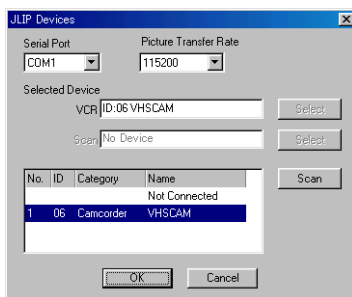 JLIP Devices
Serial Port Picture Transfer Rate
COM1 115200
Selected Device
VCR ID:06 VHSCAM Select
Scan No Device Select
No. ID Category Name Scan
Not Connected
1 06 Camcorder VHSCAM
OK Cancel